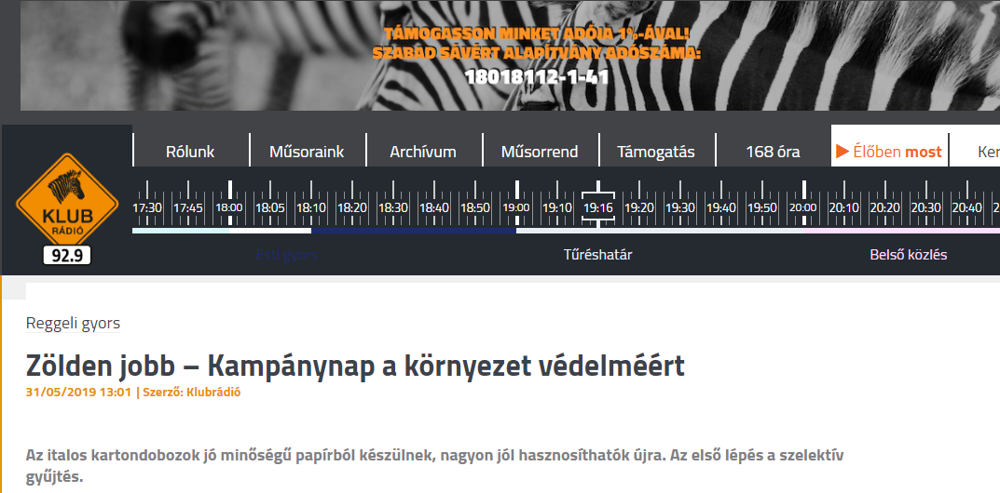 TÁMOGASSON MINKET ADÓJA 1%-ÁVAL!
SZABAD SÁVÉRT ALAPÍTVÁNY ADÓSZÁMA:
18018112-1-41
Rólunk Műsoraink Archívum Műsorrend Támogatás 168 óra Élőben most
KLUB
RÁDIÓ
92.9
17:30 17:45 18:00 18:05 18:10 18:20 18:30 18:40 18:50 19:00 19:10 19:16 19:20 19:30 19:40 19:50 20:00 20:10 20:20 20:30 20:40
Esti gyors Tűréshatár Belső közlés
Reggeli gyors
Zölden jobb – Kampánynap a környezet védelméért
31/05/2019 13:01 | Szerző: Klubrádió
Az italos kartondobozok jó minőségű papírból készülnek, nagyon jól hasznosíthatók újra. Az első lépés a szelektív
gyűjtés.